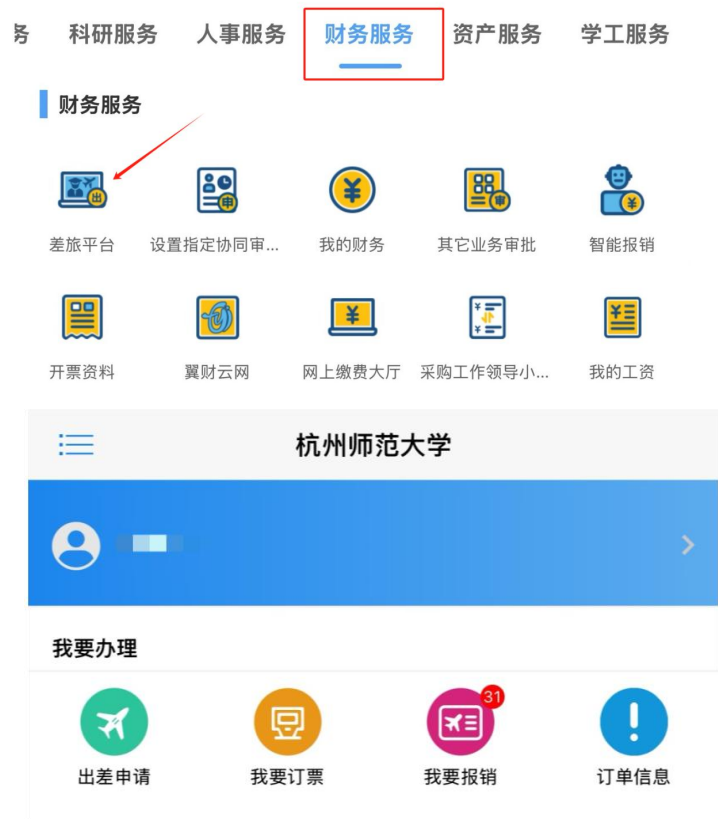 务 科研服务 人事服务 财务服务 资产服务 学工服务
财务服务
出 申 ¥ 审 ¥
差旅平台 设置指定协同审... 我的财务 其它业务审批 智能报销
¥ ¥ ¥ ¥
开票资料 翼财云网 网上缴费大厅 采购工作领导小... 我的工资
杭州师范大学
我要办理
31
出差申请 我要订票 我要报销 订单信息